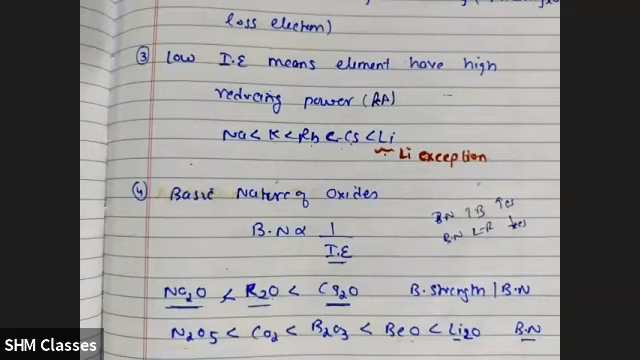 loss electron)
③ Low I.E means element have high
reducing power (RP)
Na < K < Rb < Cs < Li
Li exception
④ Basic Nature of Oxides
B.N ∝ 1
I.E
B.N ↑ B ↑es
B.N L-R ↓es
Na2O < K2O < Cs2O B. Strength | B.N
N2O5 < CO2 < B2O3 < BeO < Li2O B.N
SHM Classes